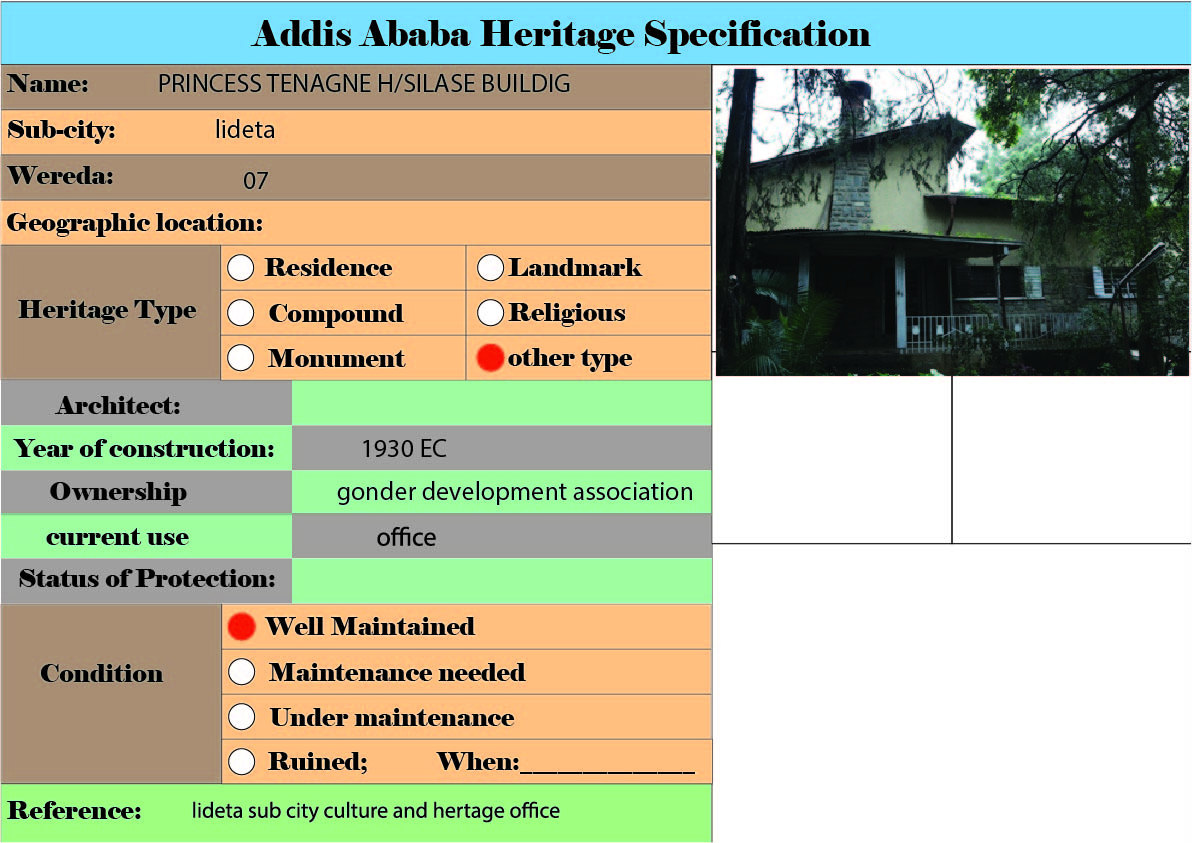 Addis Ababa Heritage Specification
Name: PRINCESS TENAGNE H/SILASE BUILDIG
Sub-city: lideta
Wereda: 07
Geographic location:
Heritage Type
Residence
Landmark
Compound
Religious
Monument
other type
Architect:
Year of construction: 1930 EC
Ownership gonder development association
current use office
Status of Protection:
Condition
Well Maintained
Maintenance needed
Under maintenance
Ruined; When:______________
Reference: lideta sub city culture and hertage office